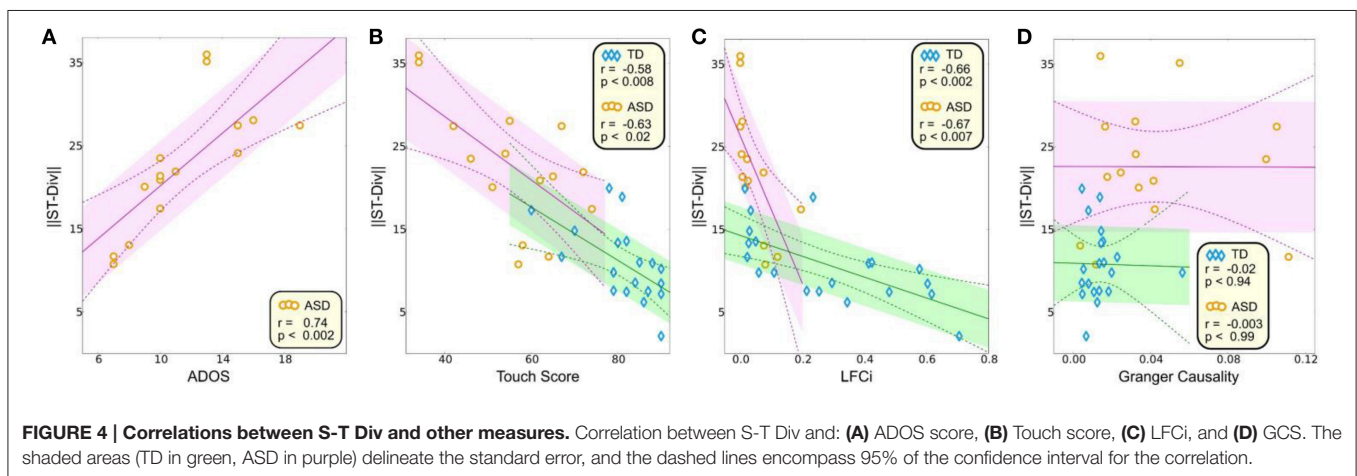 A
||ST-Div||
35
25
15
5
6 10 14 19
ADOS
ASD
r = 0.74
p < 0.002
B
||ST-Div||
35
25
15
5
40 60 80
Touch Score
TD
r = -0.58
p < 0.008
ASD
r = -0.63
p < 0.02
C
||ST-Div||
35
25
15
5
0.0 0.2 0.4 0.6 0.8
LFCi
TD
r = -0.66
p < 0.002
ASD
r = -0.67
p < 0.007
D
||ST-Div||
35
25
15
5
0.00 0.04 0.08 0.12
Granger Causality
TD
r = -0.02
p < 0.94
ASD
r = -0.003
p < 0.99
FIGURE 4 | Correlations between S-T Div and other measures. Correlation between S-T Div and: (A) ADOS score, (B) Touch score, (C) LFCi, and (D) GCS. The
shaded areas (TD in green, ASD in purple) delineate the standard error, and the dashed lines encompass 95% of the confidence interval for the correlation.